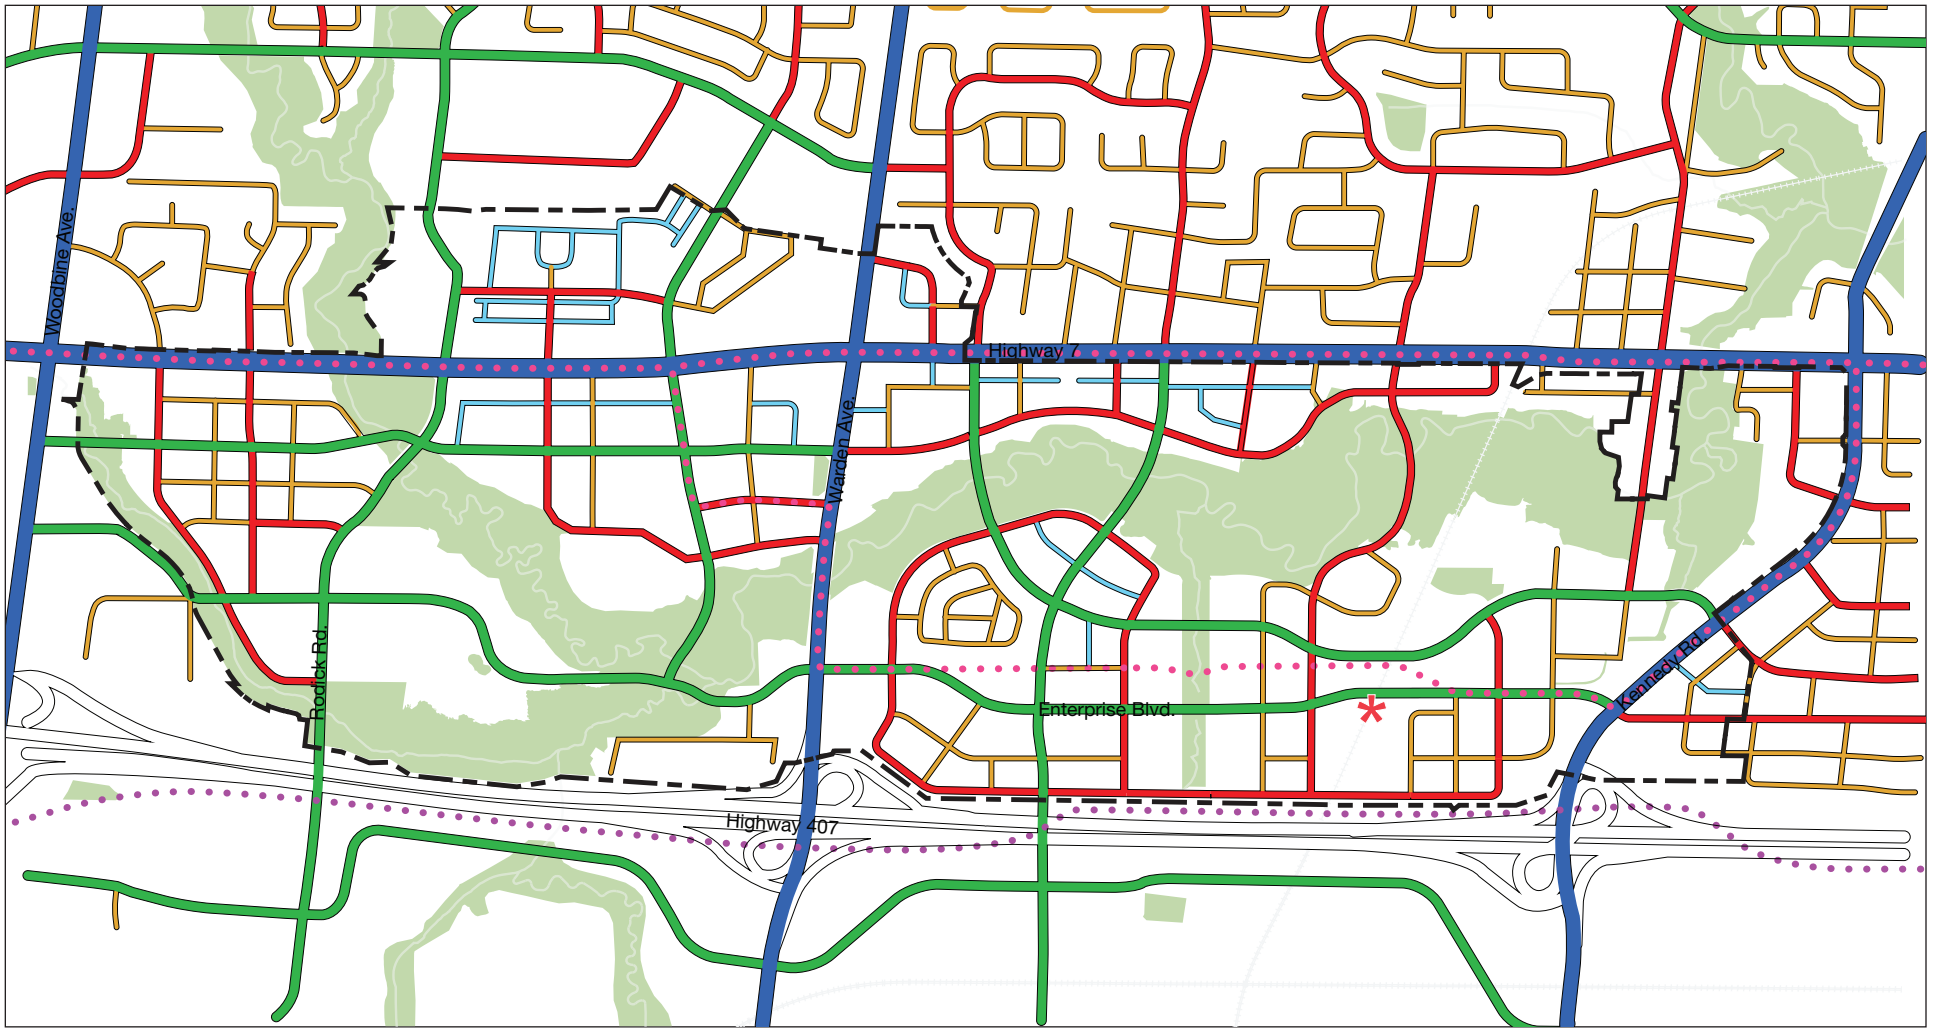 Woodbine Ave.
Highway 7
Warden Ave.
Rodick Rd.
Kennedy Rd.
Enterprise Blvd.
*
Highway 407